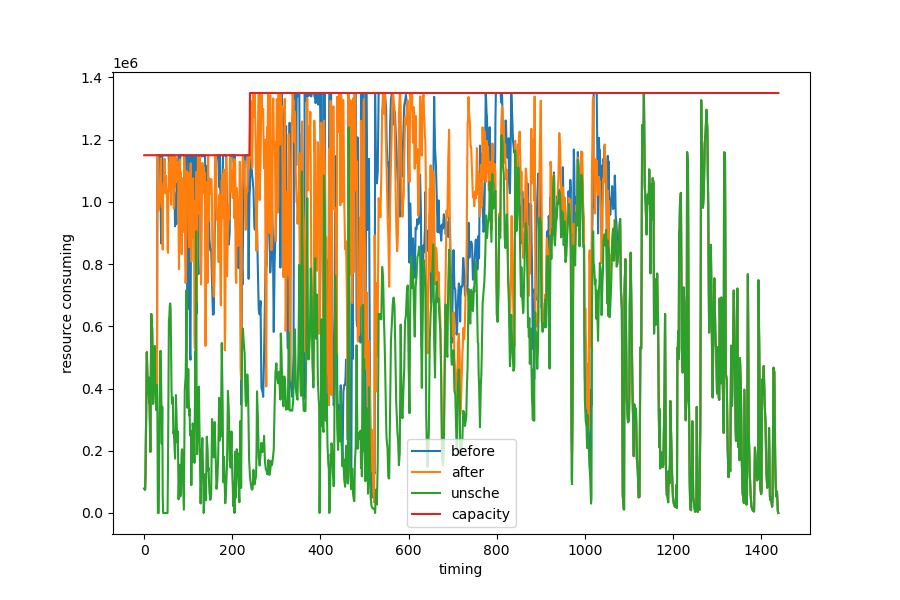 1e6
1.4
1.2
1.0
0.8
0.6
0.4
0.2
0.0
resource consuming
before
after
unsche
capacity
0 200 400 600 800 1000 1200 1400
timing